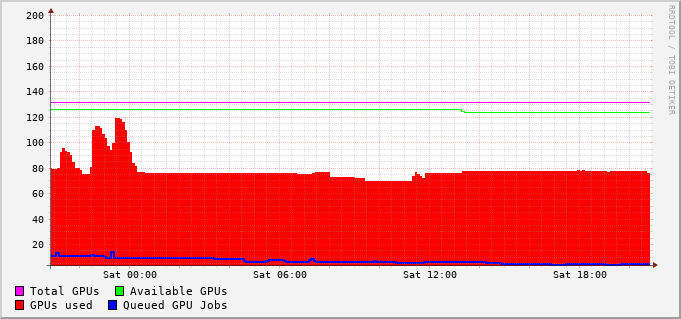 200
180
160
140
120
100
80
60
40
20
Sat 00:00 Sat 06:00 Sat 12:00 Sat 18:00
Total GPUs Available GPUs
GPUs used Queued GPU Jobs
RRDTOOL / TOBI OETIKER